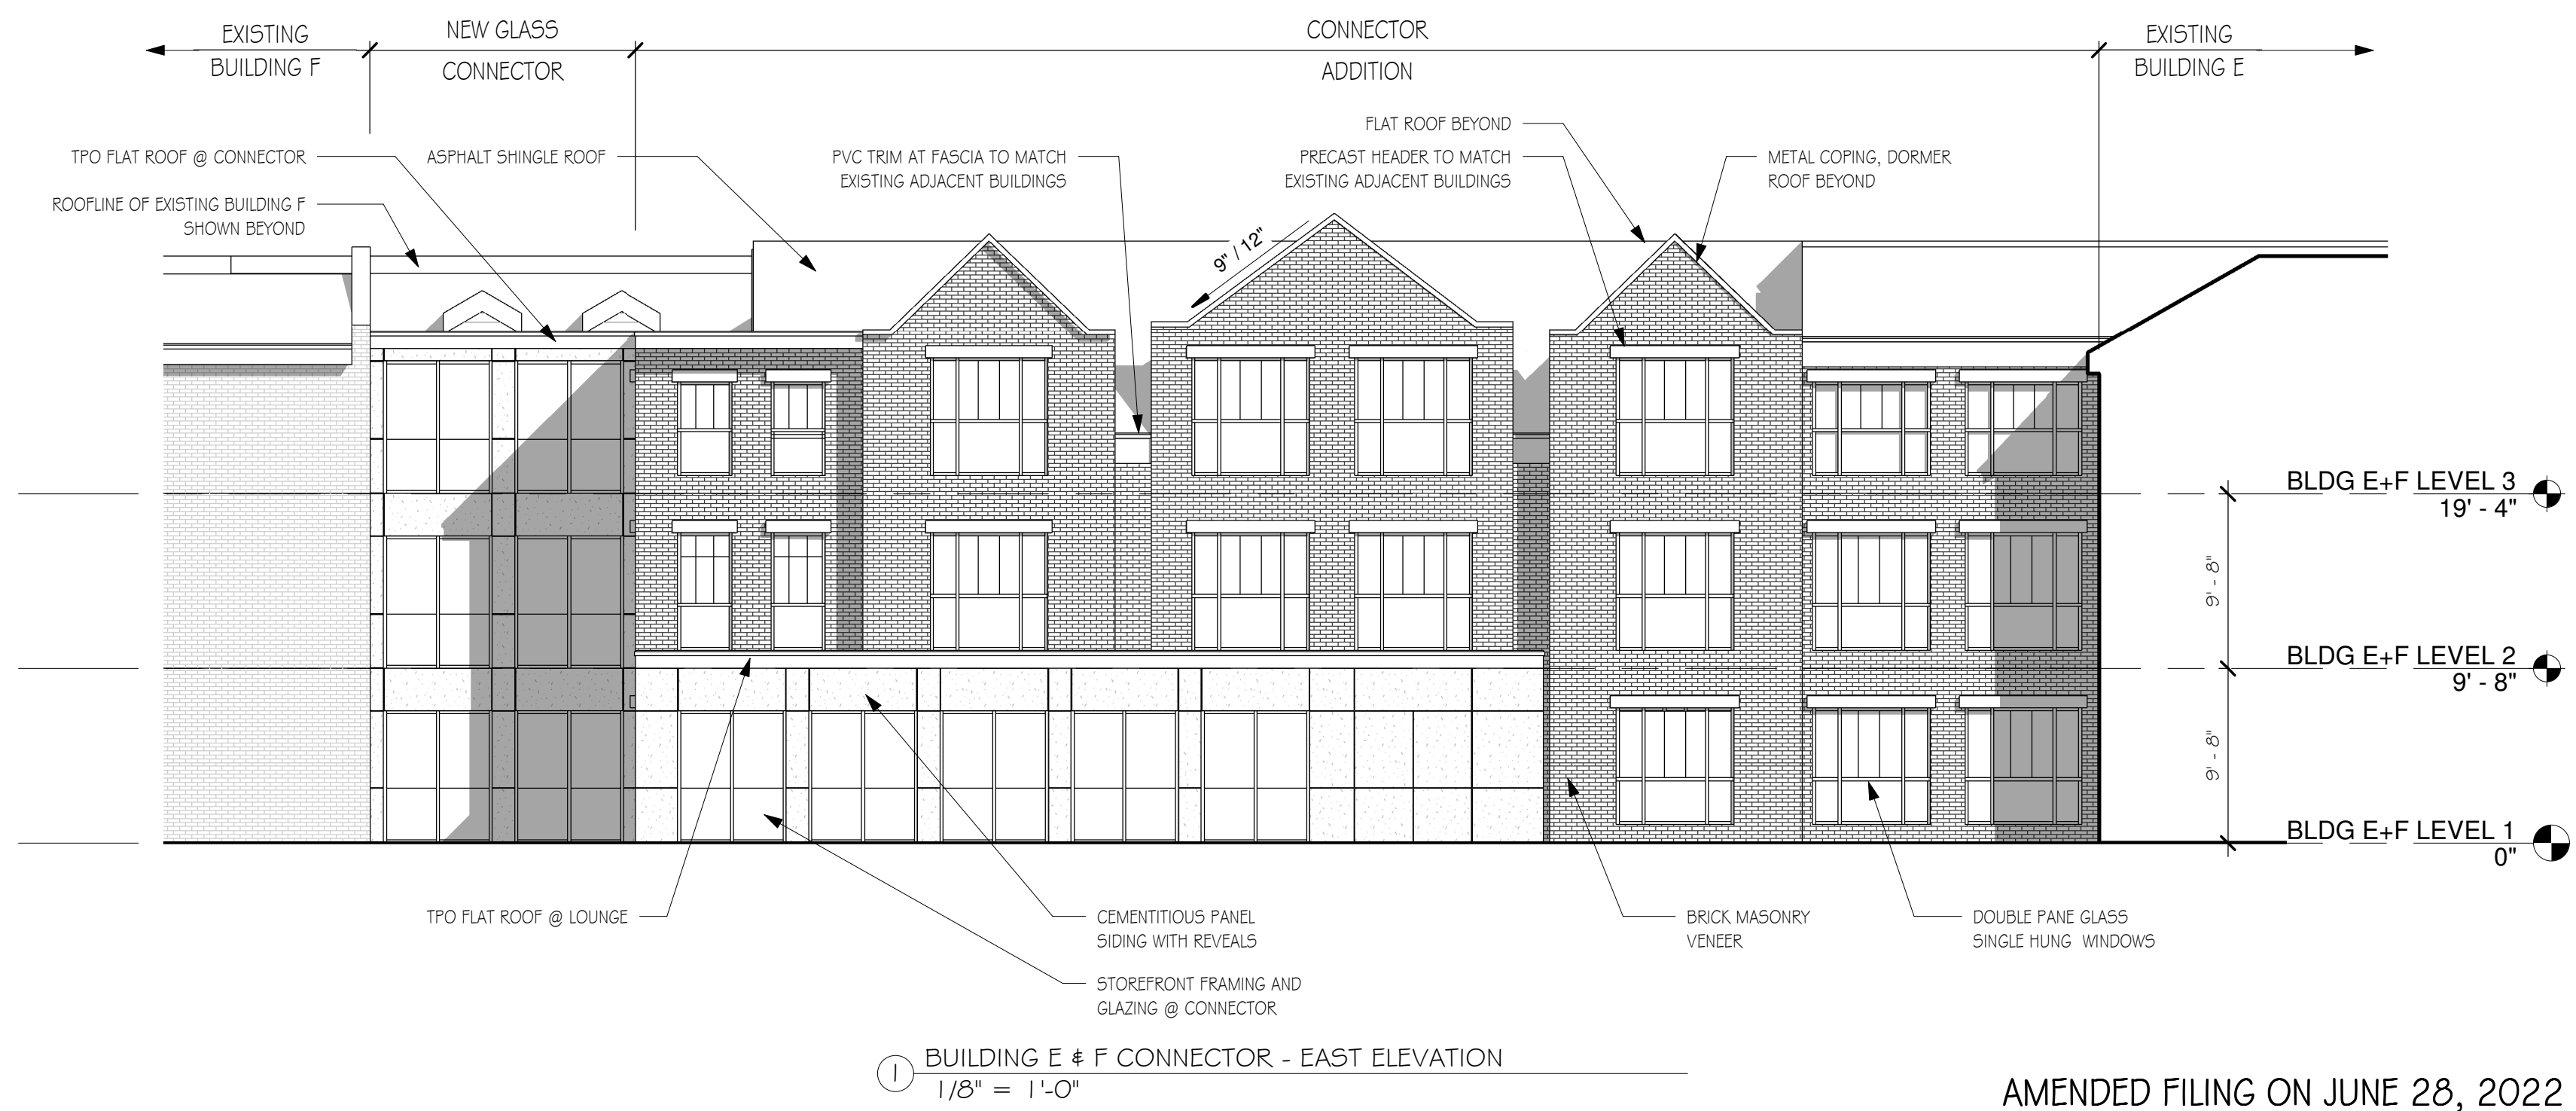 EXISTING
BUILDING F
NEW GLASS
CONNECTOR
CONNECTOR
ADDITION
EXISTING
BUILDING E
FLAT ROOF BEYOND
TPO FLAT ROOF @ CONNECTOR
ASPHALT SHINGLE ROOF
PVC TRIM AT FASCIA TO MATCH
EXISTING ADJACENT BUILDINGS
PRECAST HEADER TO MATCH
EXISTING ADJACENT BUILDINGS
METAL COPING, DORMER
ROOF BEYOND
ROOFLINE OF EXISTING BUILDING F
SHOWN BEYOND
9" / 12"
BLDG E+F LEVEL 3
19' - 4"
9' - 8"
BLDG E+F LEVEL 2
9' - 8"
9' - 8"
BLDG E+F LEVEL 1
0"
TPO FLAT ROOF @ LOUNGE
CEMENTITIOUS PANEL
SIDING WITH REVEALS
BRICK MASONRY
VENEER
DOUBLE PANE GLASS
SINGLE HUNG WINDOWS
STOREFRONT FRAMING AND
GLAZING @ CONNECTOR
1
BUILDING E & F CONNECTOR - EAST ELEVATION
1/8" = 1'-0"
AMENDED FILING ON JUNE 28, 2022